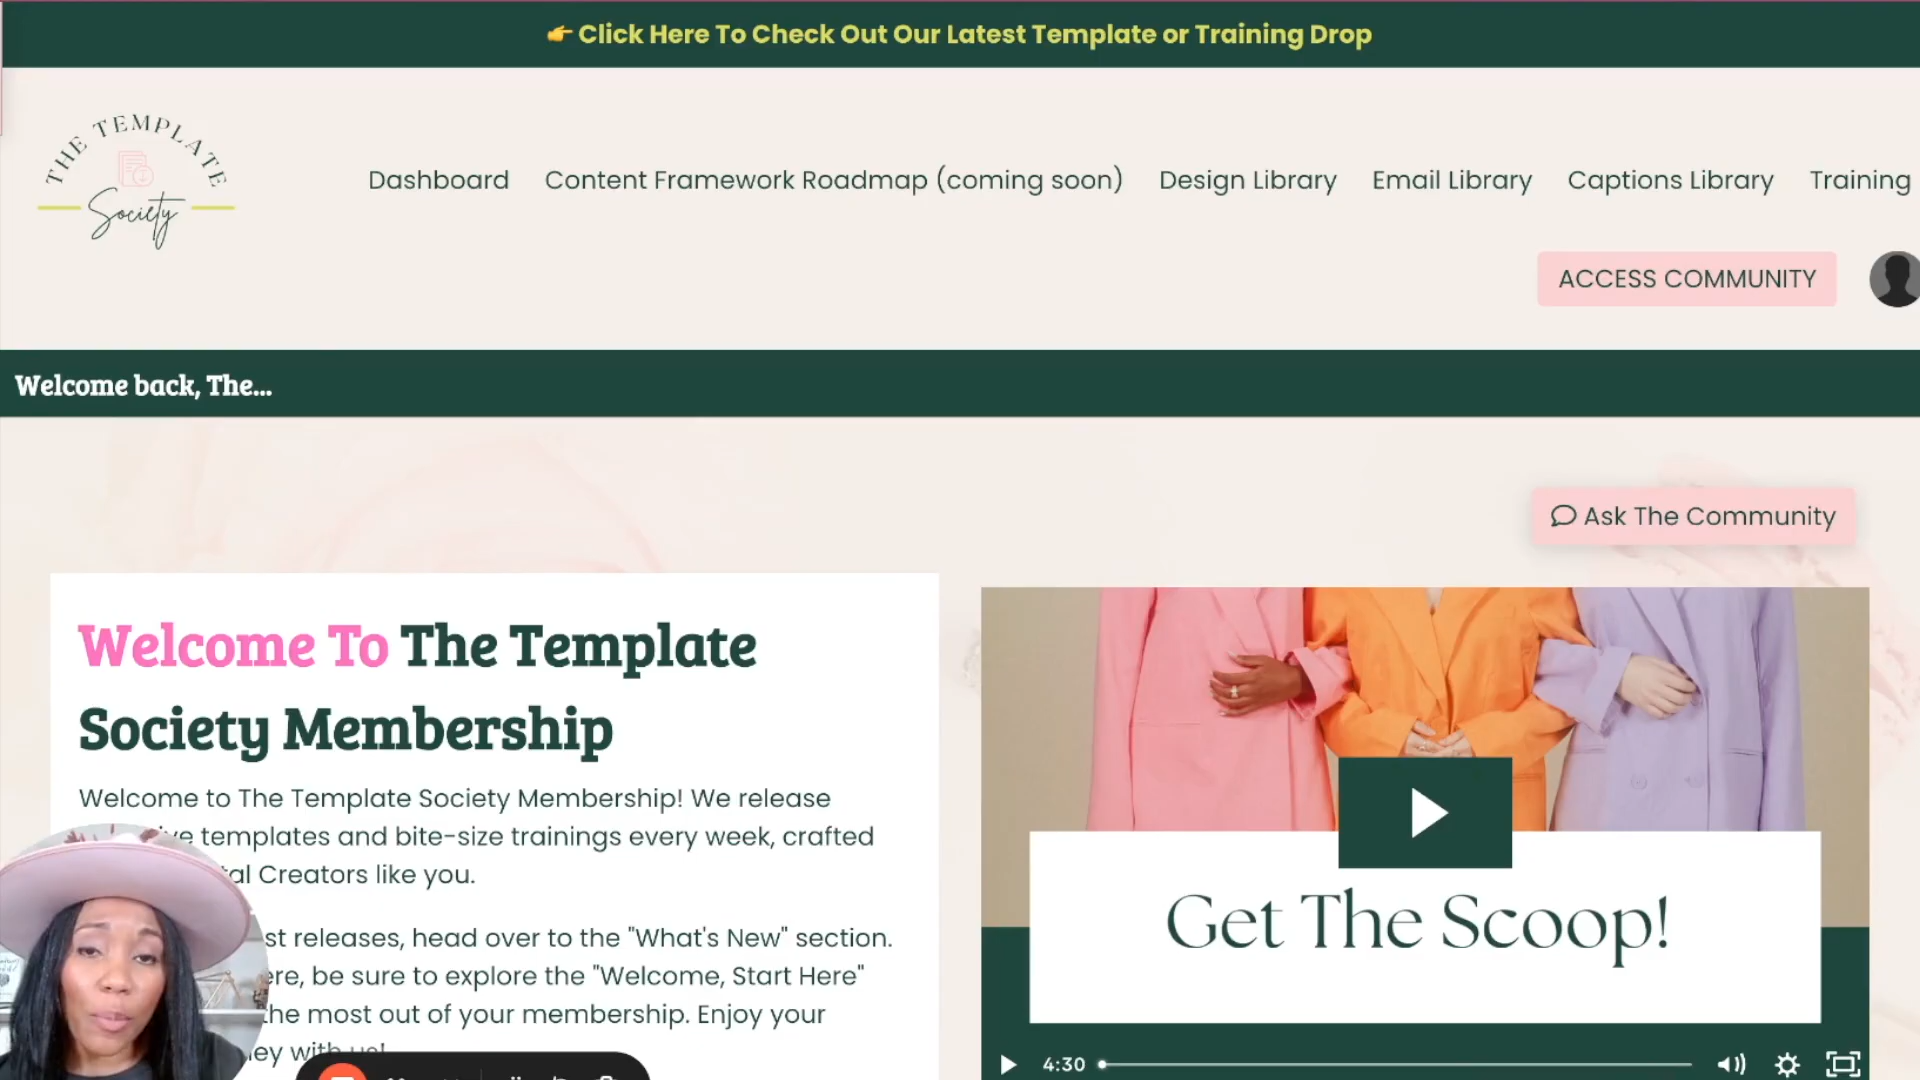 👉 Click Here To Check Out Our Latest Template or Training Drop
THE TEMPLATE
Society
Dashboard Content Framework Roadmap (coming soon) Design Library Email Library Captions Library Training
ACCESS COMMUNITY
Welcome back, The...
Ask The Community
Welcome To The Template
Society Membership
Welcome to The Template Society Membership! We release
templates and bite-size trainings every week, crafted
Creators like you.
releases, head over to the "What's New" section.
be sure to explore the "Welcome, Start Here"
the most out of your membership. Enjoy your
with us!
Get The Scoop!
4:30